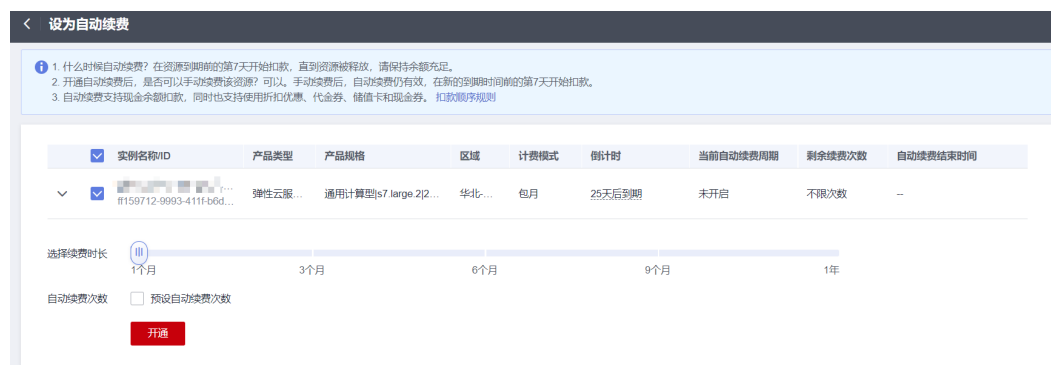 设为自动续费
1. 什么时候自动续费？在资源到期前的第7天开始扣款，直到资源被释放，请保持余额充足。
2. 开通自动续费后，是否可以手动续费该资源？可以。手动续费后，自动续费仍有效，在新的到期时间前的第7天开始扣款。
3. 自动续费支持现金余额扣款，同时也支持使用折扣优惠、代金券、储值卡和现金券。 扣款顺序规则
实例名称/ID 产品类型 产品规格 区域 计费模式 倒计时 当前自动续费周期 剩余续费次数 自动续费结束时间
弹性云服... 通用计算型|s7.large.2|2... 华北-... 包月 25天后到期 未开启 不限次数 --
ff159712-9993-411f-b6d...
选择续费时长
1个月 3个月 6个月 9个月 1年
自动续费次数 预设自动续费次数
开通